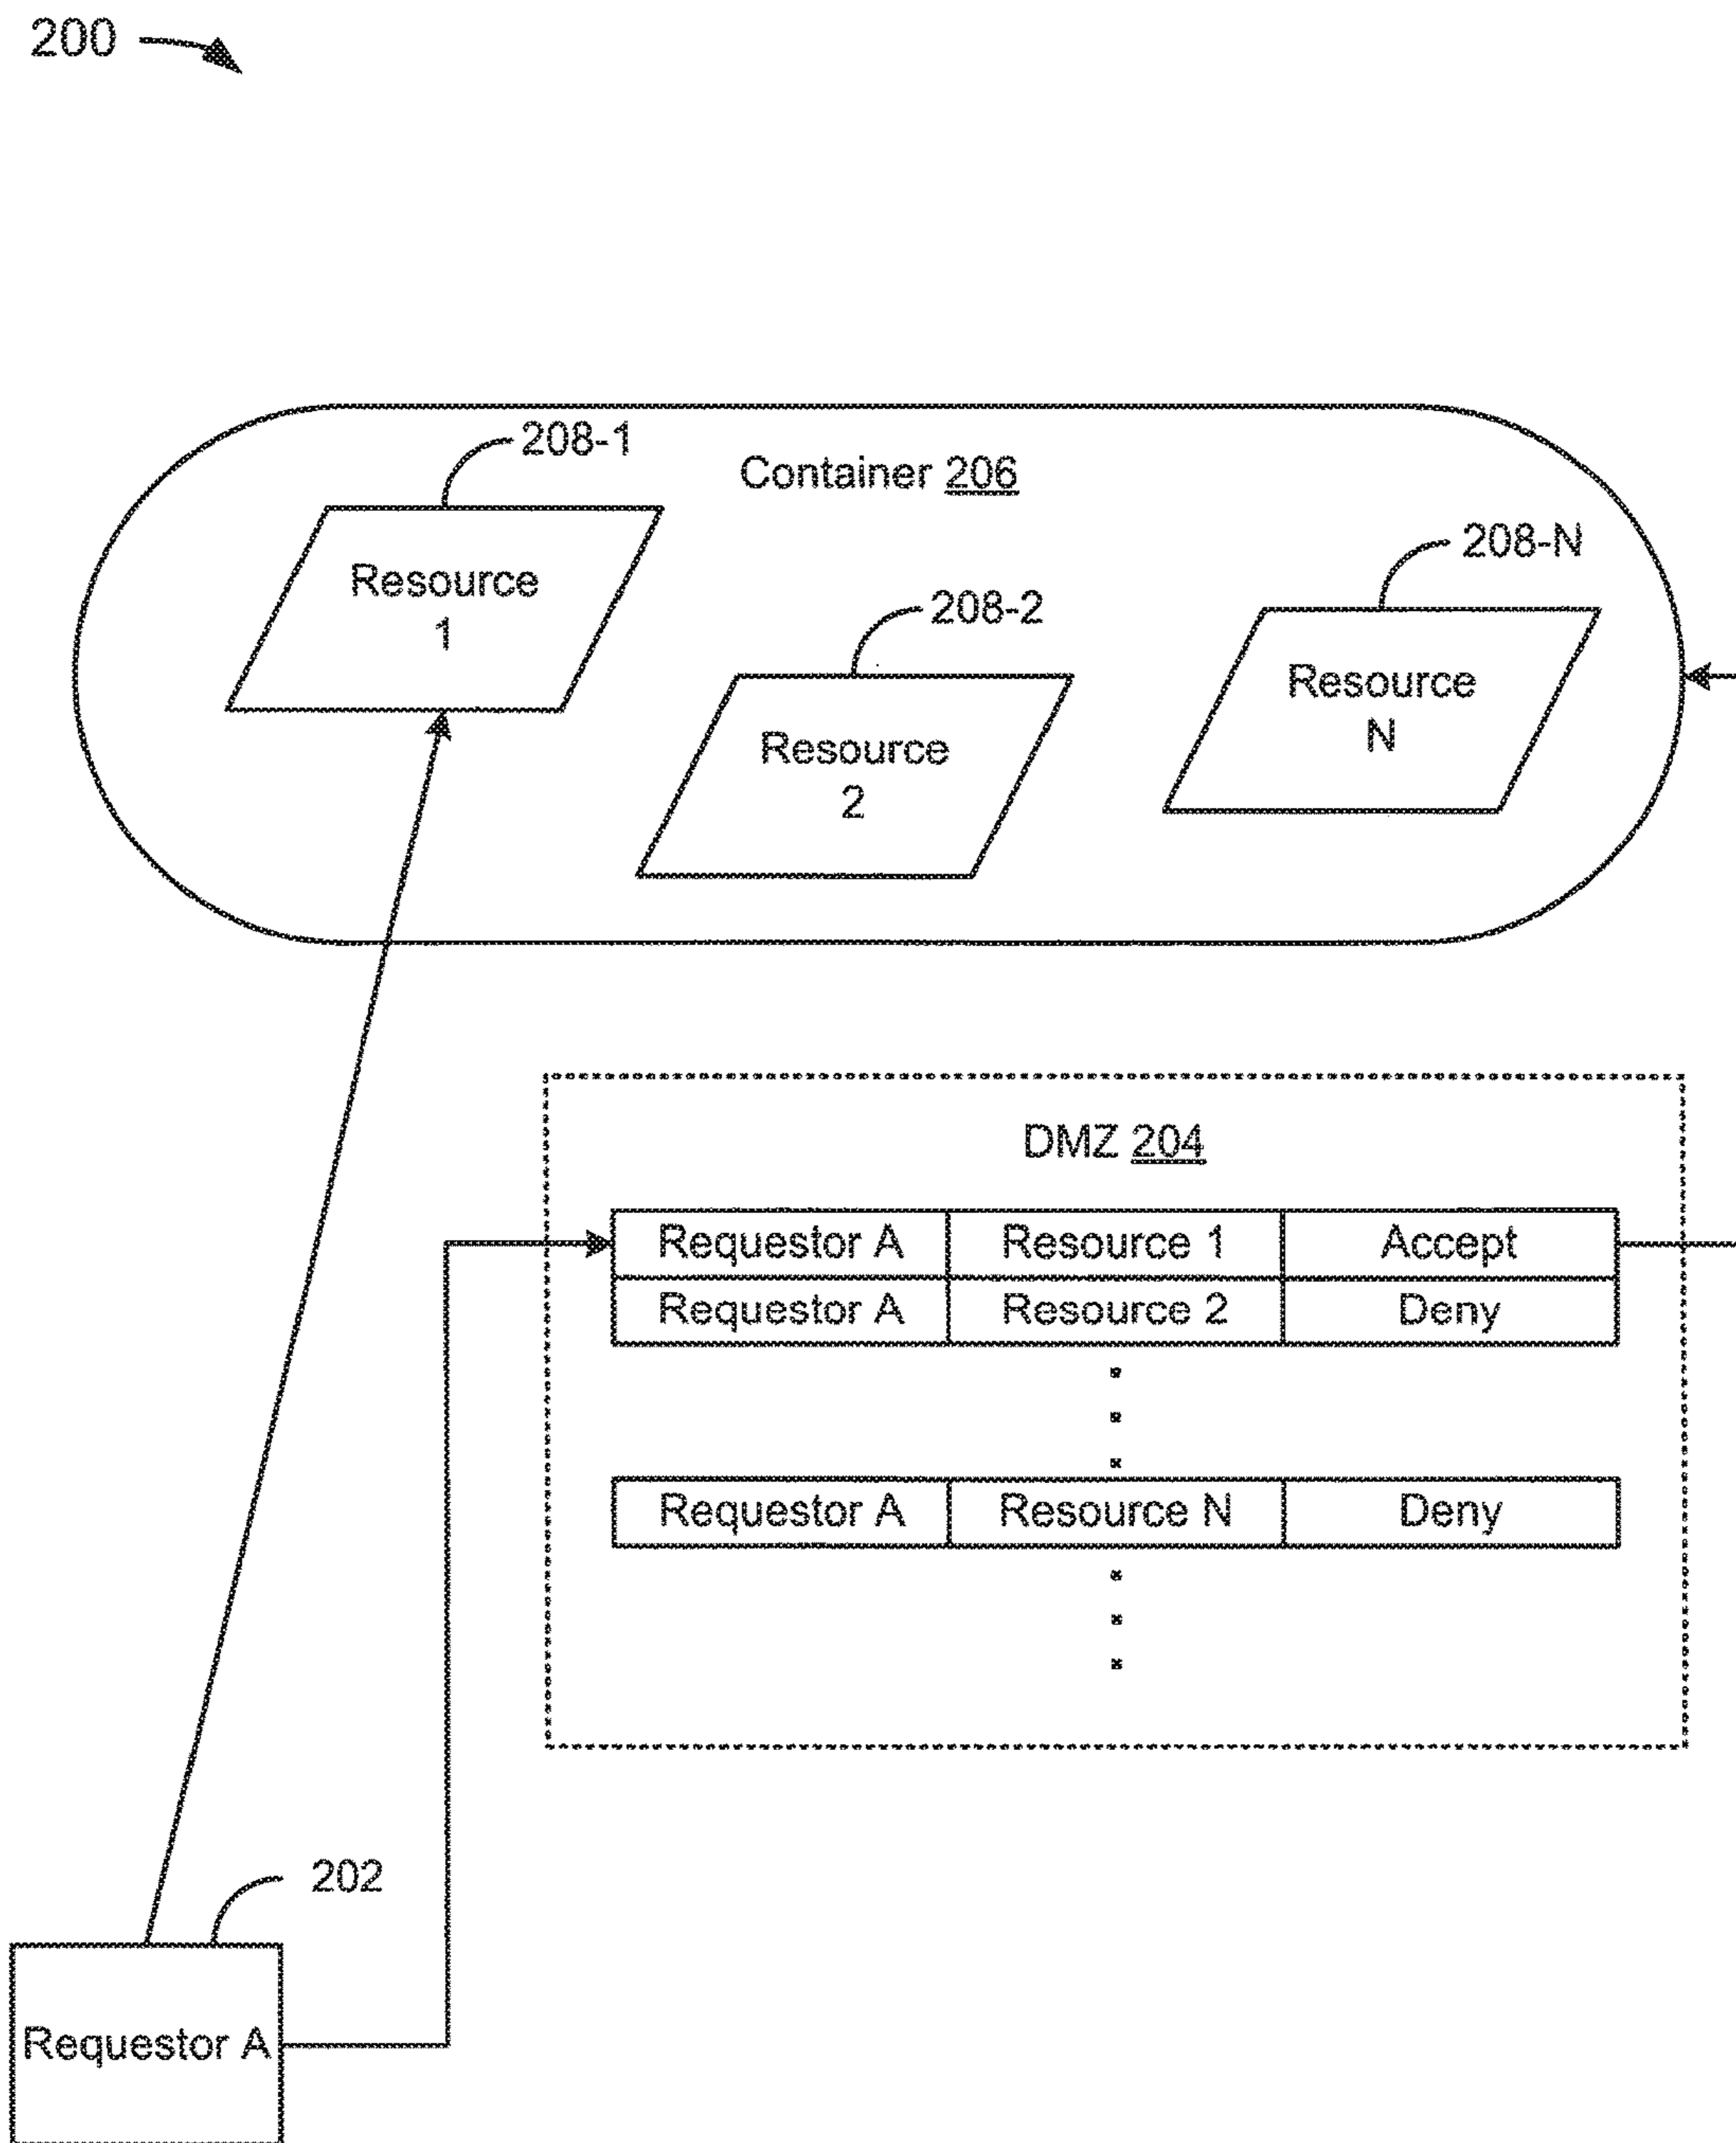 200
208-1
Container 206
208-N
Resource
1
208-2
Resource
N
Resource
2
DMZ 204
Requestor A Resource 1 Accept
Requestor A Resource 2 Deny
Requestor A Resource N Deny
202
Requestor A